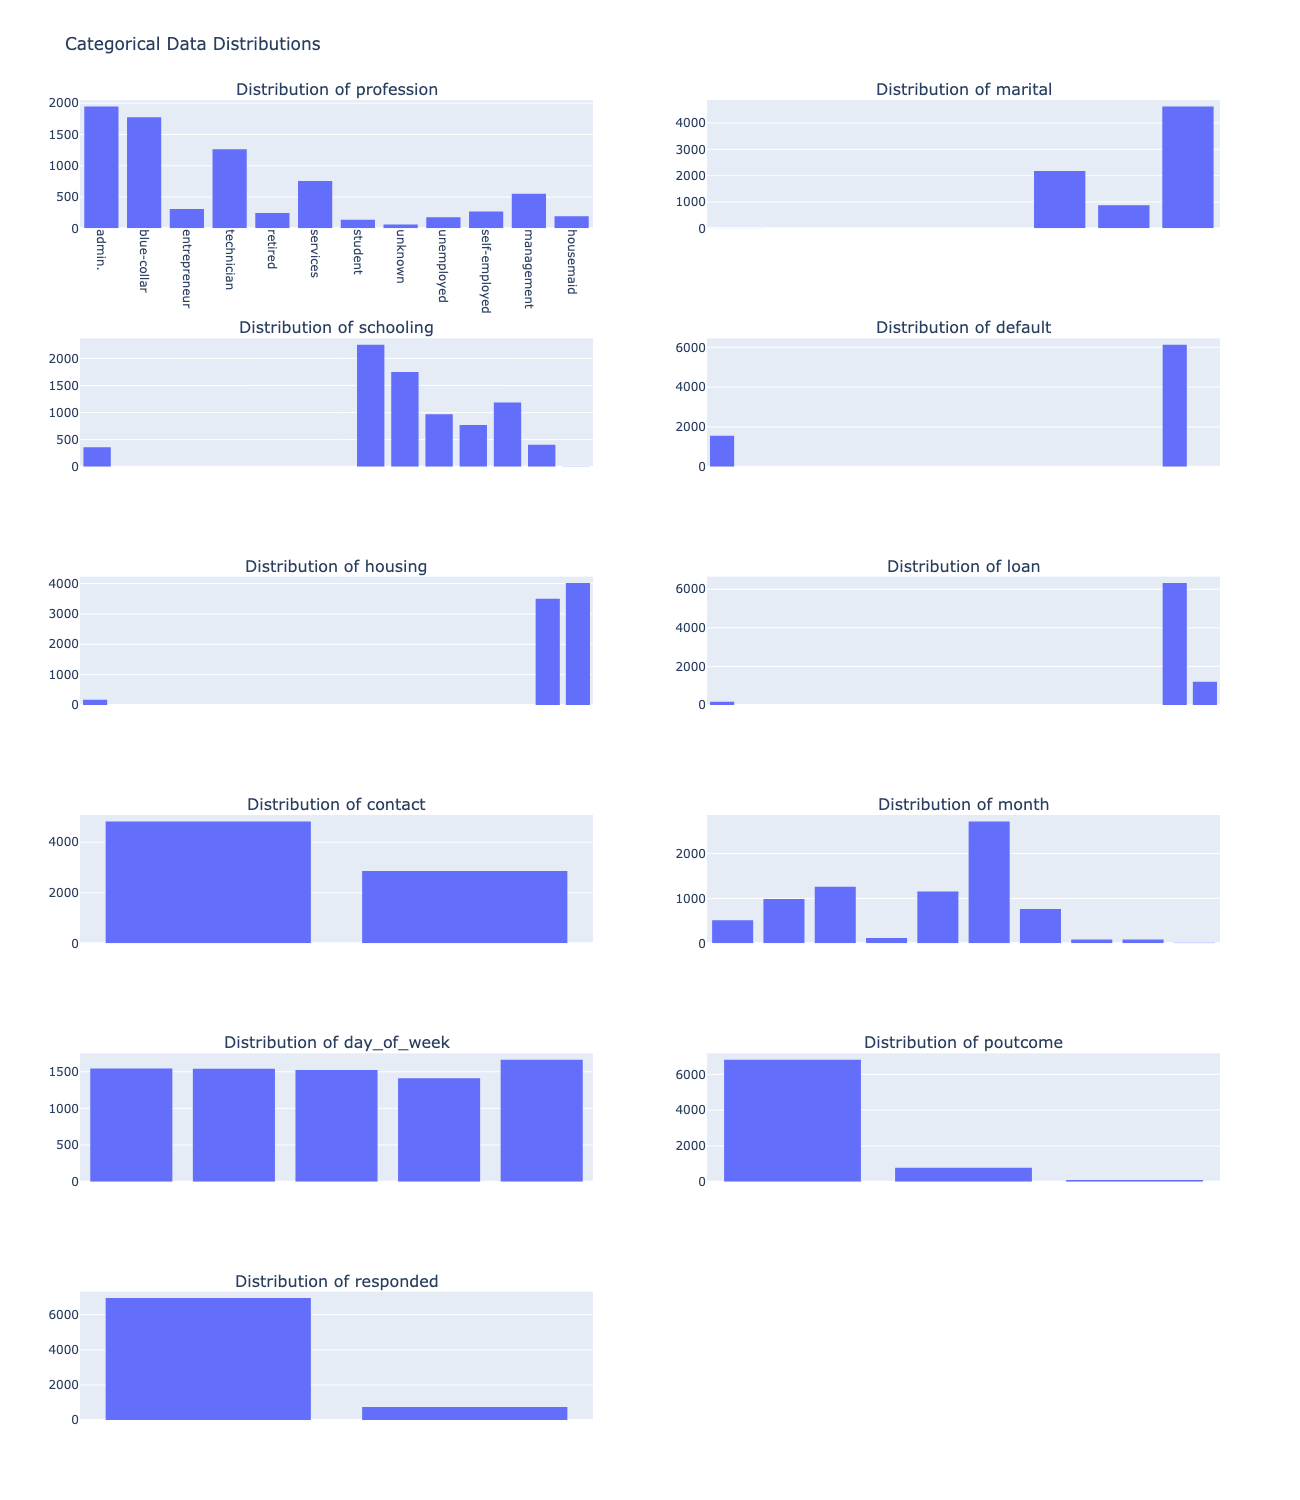 Categorical Data Distributions
Distribution of profession
2000
1500
1000
500
0
admin.
blue-collar
entrepreneur
technician
retired
services
student
unknown
unemployed
self-employed
management
housemaid
Distribution of marital
4000
3000
2000
1000
0
Distribution of schooling
2000
1500
1000
500
0
Distribution of default
6000
4000
2000
0
Distribution of housing
4000
3000
2000
1000
0
Distribution of loan
6000
4000
2000
0
Distribution of contact
4000
2000
0
Distribution of month
2000
1000
0
Distribution of day_of_week
1500
1000
500
0
Distribution of poutcome
6000
4000
2000
0
Distribution of responded
6000
4000
2000
0